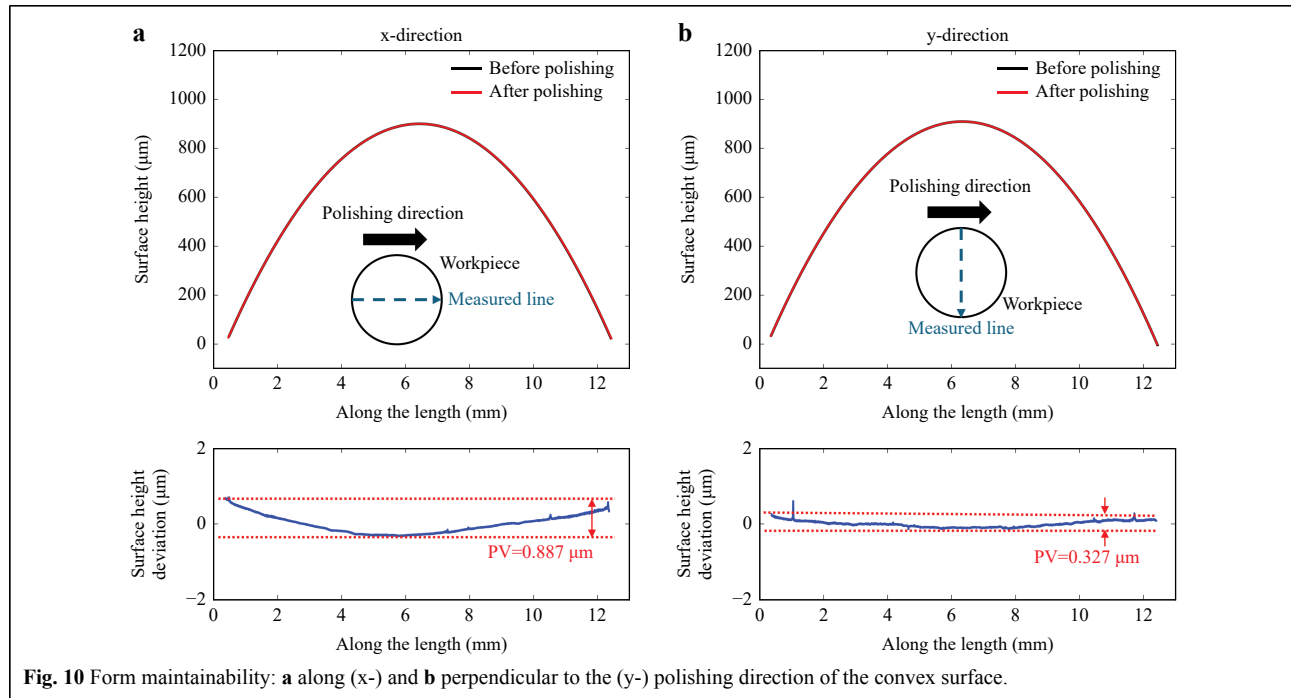 a
x-direction
1200
1000
800
600
400
200
0
Surface height (μm)
Before polishing
After polishing
Polishing direction
Workpiece
Measured line
0
2
4
6
8
10
12
Along the length (mm)
2
0
−2
Surface height
deviation (μm)
PV=0.887 μm
0
2
4
6
8
10
12
Along the length (mm)
b
y-direction
1200
1000
800
600
400
200
0
Surface height (μm)
Before polishing
After polishing
Polishing direction
Workpiece
Measured line
0
2
4
6
8
10
12
Along the length (mm)
2
0
−2
Surface height
deviation (μm)
PV=0.327 μm
0
2
4
6
8
10
12
Along the length (mm)
Fig. 10 Form maintainability: a along (x-) and b perpendicular to the (y-) polishing direction of the convex surface.